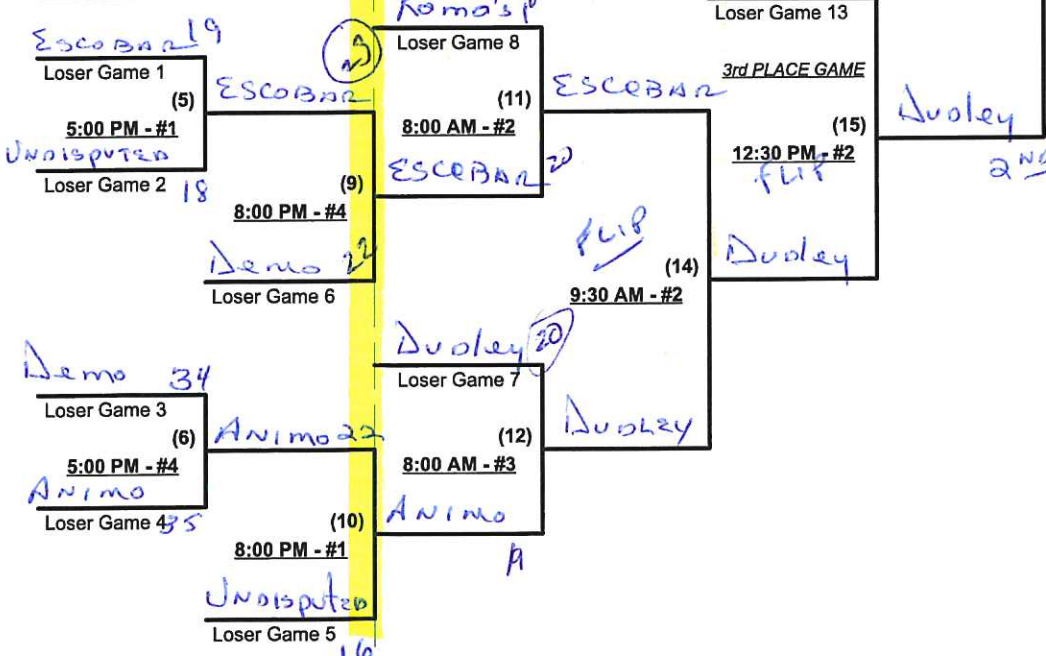 Loser Game 13
ESCOBAR 19
Loser Game 1
Loser Game 8
3rd PLACE GAME
(5)
ESCOBAR
(11)
ESCOBAR
5:00 PM - #1
8:00 AM - #2
(15)
Dudley
UNDISPUTED
12:30 PM - #2
FLIP
2ND
Loser Game 2
18
(9)
ESCOBAR 20
8:00 PM - #4
FLIP
Demo 22
(14)
Dudley
Loser Game 6
9:30 AM - #2
Dudley 20
Demo 34
Loser Game 7
Loser Game 3
(6)
ANIMO 22
(12)
DUDLEY
5:00 PM - #4
8:00 AM - #3
ANIMO
Loser Game 4
35
(10)
ANIMO
8:00 PM - #1
19
UNDISPUTED
Loser Game 5
16